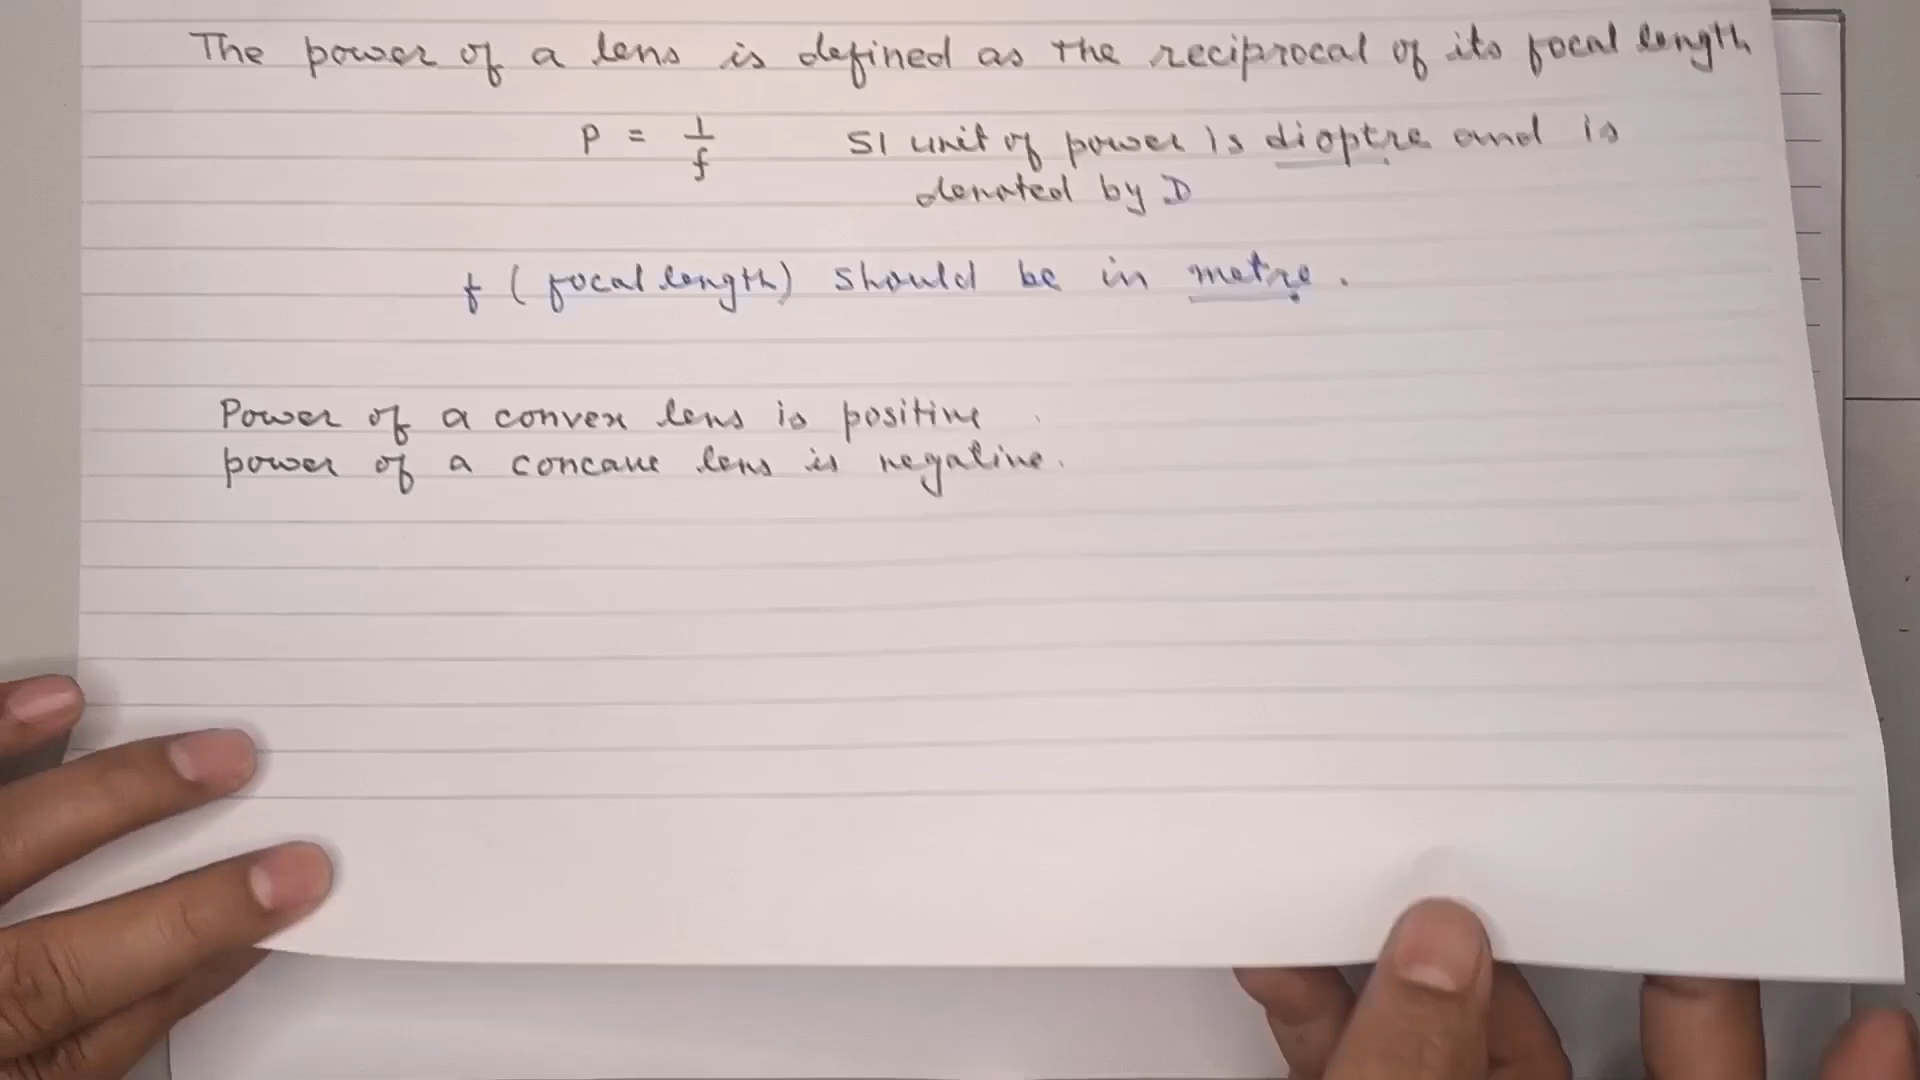 The power of a lens is defined as the reciprocal of its focal length
P = 1/f SI unit of power is dioptre and is
denoted by D
f (focal length) should be in metre.
Power of a convex lens is positive
power of a concave lens is negative.